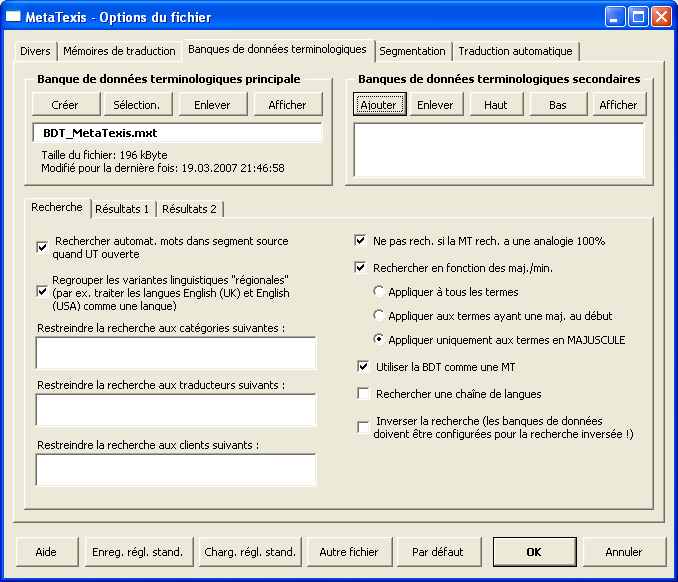 MetaTexis - Options du fichier
Divers
Mémoires de traduction
Banques de données terminologiques
Segmentation
Traduction automatique
Banque de données terminologiques principale
Créer
Sélection.
Enlever
Afficher
BDT_MetaTexis.mxt
Taille du fichier: 196 kByte
Modifié pour la dernière fois: 19.03.2007 21:46:58
Banques de données terminologiques secondaires
Ajouter
Enlever
Haut
Bas
Afficher
Recherche
Résultats 1
Résultats 2
Rechercher automat. mots dans segment source
quand UT ouverte
Regrouper les variantes linguistiques "régionales"
(par ex. traiter les langues English (UK) et English
(USA) comme une langue)
Restreindre la recherche aux catégories suivantes :
Restreindre la recherche aux traducteurs suivants :
Restreindre la recherche aux clients suivants :
Ne pas rech. si la MT rech. a une analogie 100%
Rechercher en fonction des maj./min.
Appliquer à tous les termes
Appliquer aux termes ayant une maj. au début
Appliquer uniquement aux termes en MAJUSCULE
Utiliser la BDT comme une MT
Rechercher une chaîne de langues
Inverser la recherche (les banques de données
doivent être configurées pour la recherche inversée !)
Aide
Enreg. régl. stand.
Charg. régl. stand.
Autre fichier
Par défaut
OK
Annuler